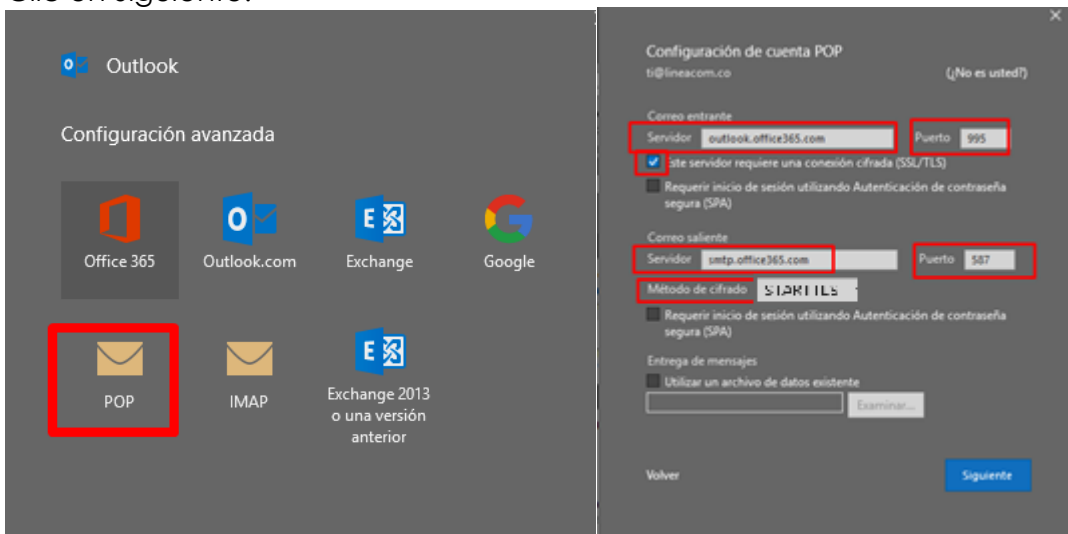 Clic en siguiente.
Outlook
Configuración avanzada
Office 365
Outlook.com
Exchange
Google
POP
IMAP
Exchange 2013
o una versión
anterior
Configuración de cuenta POP
ti@lineacom.co
(¿No es usted?)
Correo entrante
Servidor outlook.office365.com Puerto 995
Este servidor requiere una conexión cifrada (SSL/TLS)
Requerir inicio de sesión utilizando Autenticación de contraseña
segura (SPA)
Correo saliente
Servidor smtp.office365.com Puerto 587
Método de cifrado STARTTLS
Requerir inicio de sesión utilizando Autenticación de contraseña
segura (SPA)
Entrega de mensajes
Utilizar un archivo de datos existente
Examinar...
Volver
Siguiente